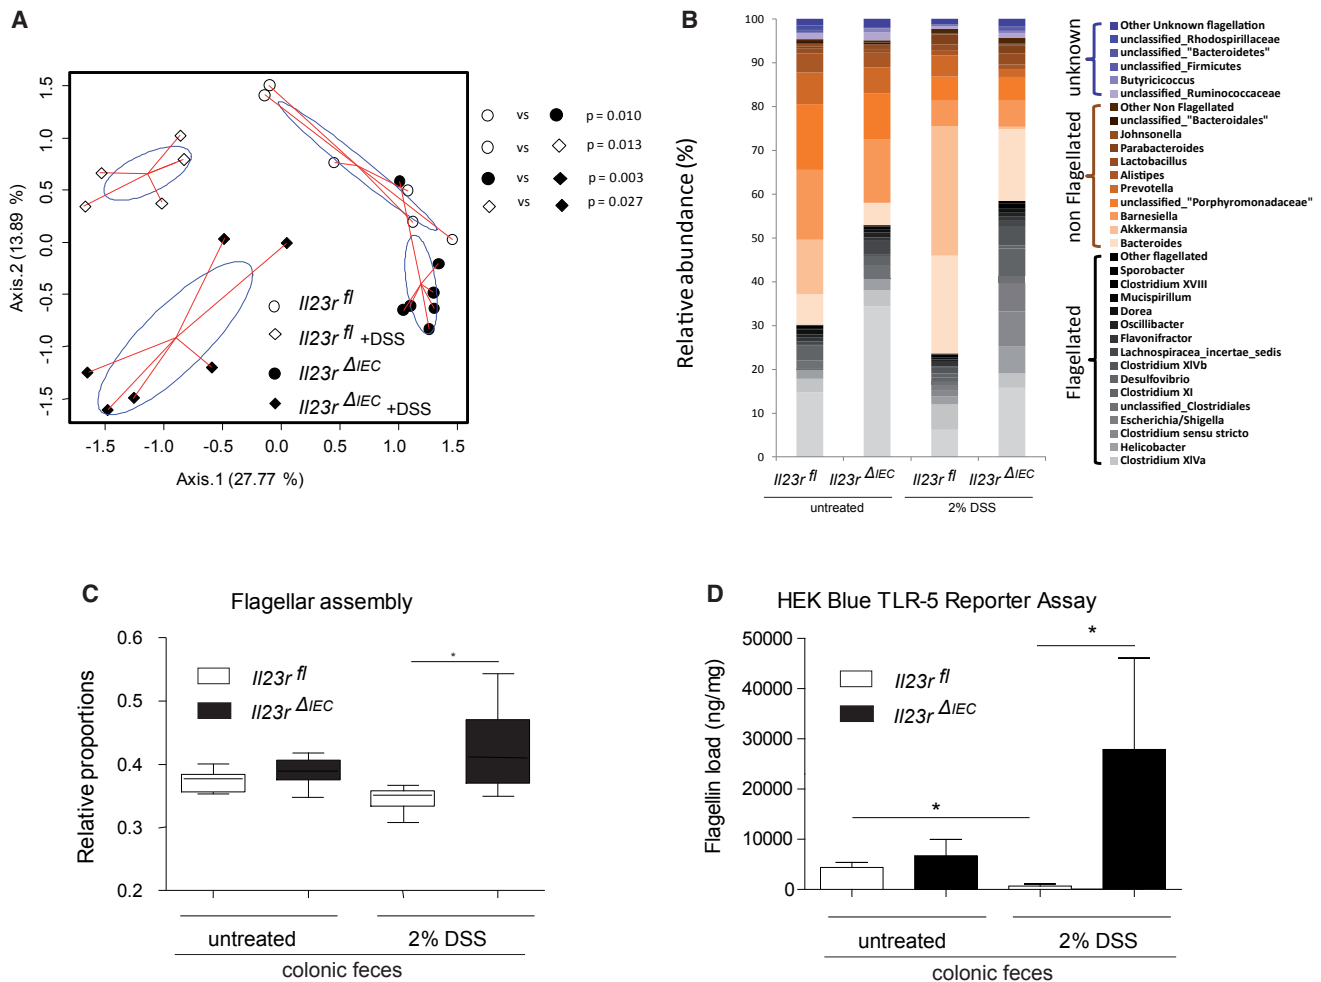 A
1.5
1.0
0.5
0.0
-0.5
-1.0
-1.5
Axis.2 (13.89 %)
-1.5 -1.0 -0.5 0.0 0.5 1.0 1.5
Axis.1 (27.77 %)
Il23r fl
Il23r fl +DSS
Il23r ΔIEC
Il23r ΔIEC +DSS
vs p = 0.010
vs p = 0.013
vs p = 0.003
vs p = 0.027
B
Relative abundance (%)
100
90
80
70
60
50
40
30
20
10
0
Il23r fl Il23r ΔIEC Il23r fl Il23r ΔIEC
untreated 2% DSS
unknown
Other Unknown flagellation
unclassified_Rhodospirillaceae
unclassified_"Bacteroidetes"
unclassified_Firmicutes
Butyricicoccus
unclassified_Ruminococcaceae
non Flagellated
Other Non Flagellated
unclassified_"Bacteroidales"
Johnsonella
Parabacteroides
Lactobacillus
Alistipes
Prevotella
unclassified_"Porphyromonadaceae"
Barnesiella
Akkermansia
Bacteroides
Flagellated
Other flagellated
Sporobacter
Clostridium XVIII
Mucispirillum
Dorea
Oscillibacter
Flavonifractor
Lachnospiracea_incertae_sedis
Clostridium XIVb
Desulfovibrio
Clostridium XI
unclassified_Clostridiales
Escherichia/Shigella
Clostridium sensu stricto
Helicobacter
Clostridium XIVa
C
Flagellar assembly
Relative proportions
0.6
0.5
0.4
0.3
0.2
Il23r fl
Il23r ΔIEC
*
untreated 2% DSS
colonic feces
D
HEK Blue TLR-5 Reporter Assay
Flagellin load (ng/mg)
50000
40000
30000
20000
10000
0
Il23r fl
Il23r ΔIEC
*
*
untreated 2% DSS
colonic feces